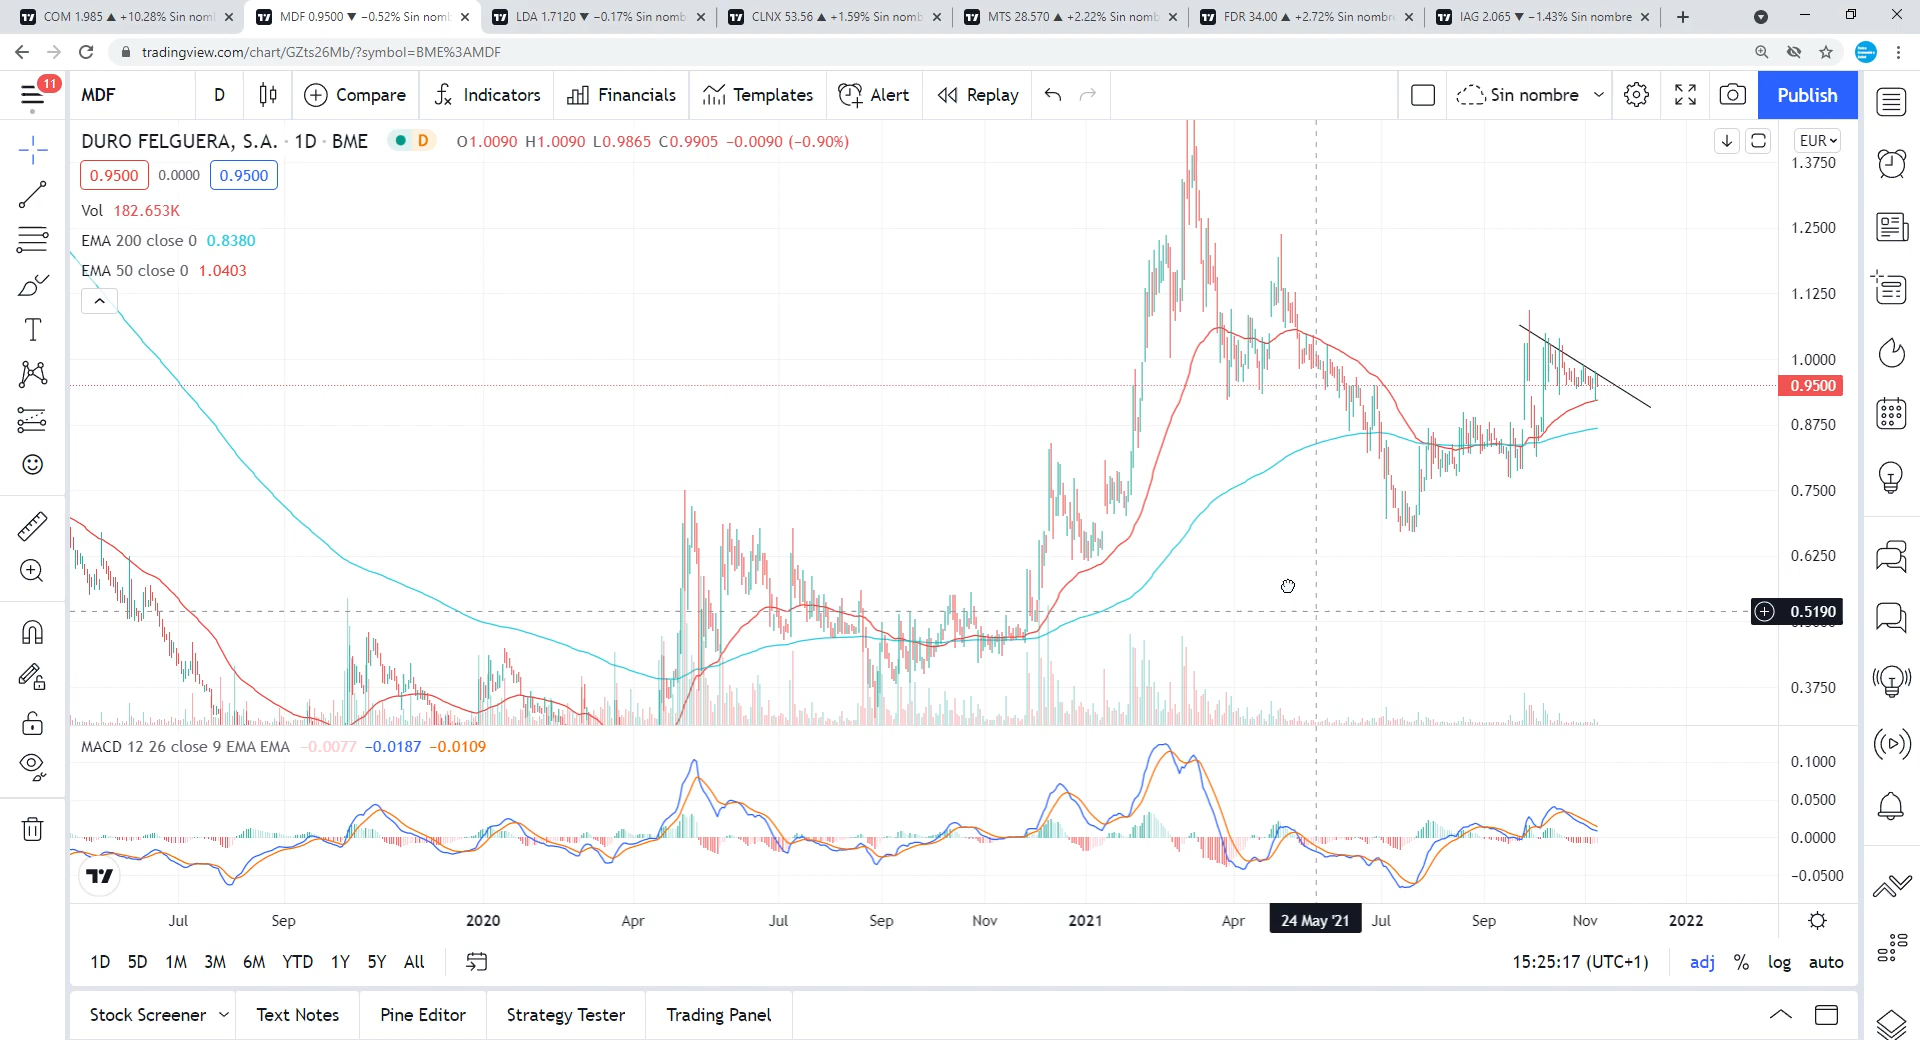 COM 1.985 ▲ +10.28% Sin nom
MDF 0.9500 ▼ −0.52% Sin nomb
LDA 1.7120 ▼ −0.17% Sin nomb
CLNX 53.56 ▲ +1.59% Sin nomb
MTS 28.570 ▲ +2.22% Sin nomb
FDR 34.00 ▲ +2.72% Sin nombre
IAG 2.065 ▼ −1.43% Sin nombre
tradingview.com/chart/GZts26Mb/?symbol=BME%3AMDF
11
MDF D Compare Indicators Financials Templates Alert Replay Sin nombre Publish
DURO FELGUERA, S.A. · 1D · BME D O1.0090 H1.0090 L0.9865 C0.9905 −0.0090 (−0.90%)
EUR
0.9500 0.0000 0.9500
Vol 182.653K
EMA 200 close 0 0.8380
EMA 50 close 0 1.0403
1.3750
1.2500
1.1250
1.0000
0.9500
0.8750
0.7500
0.6250
0.5190
0.3750
MACD 12 26 close 9 EMA EMA −0.0077 −0.0187 −0.0109
0.1000
0.0500
0.0000
−0.0500
Jul Sep 2020 Apr Jul Sep Nov 2021 Apr 24 May '21 Jul Sep Nov 2022
1D 5D 1M 3M 6M YTD 1Y 5Y All 15:25:17 (UTC+1) adj % log auto
Stock Screener Text Notes Pine Editor Strategy Tester Trading Panel